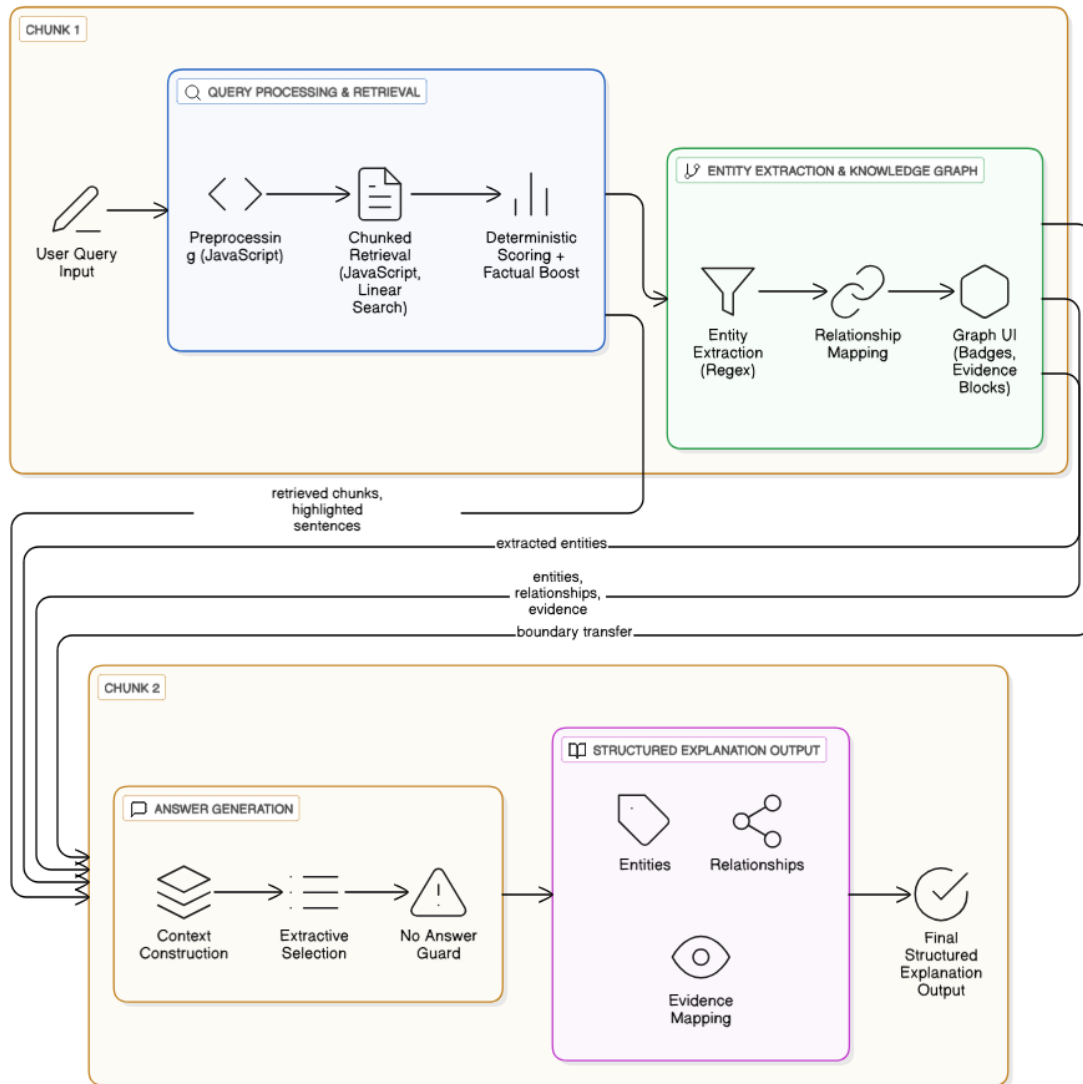 CHUNK 1
QUERY PROCESSING & RETRIEVAL
ENTITY EXTRACTION & KNOWLEDGE GRAPH
User Query
Input
Preprocessin
g (JavaScript)
Chunked
Retrieval
(JavaScript,
Linear
Search)
Deterministic
Scoring +
Factual Boost
Entity
Extraction
(Regex)
Relationship
Mapping
Graph UI
(Badges,
Evidence
Blocks)
retrieved chunks,
highlighted
sentences
extracted entities
entities,
relationships,
evidence
boundary transfer
CHUNK 2
ANSWER GENERATION
Context
Construction
Extractive
Selection
No Answer
Guard
STRUCTURED EXPLANATION OUTPUT
Entities
Relationships
Evidence
Mapping
Final
Structured
Explanation
Output